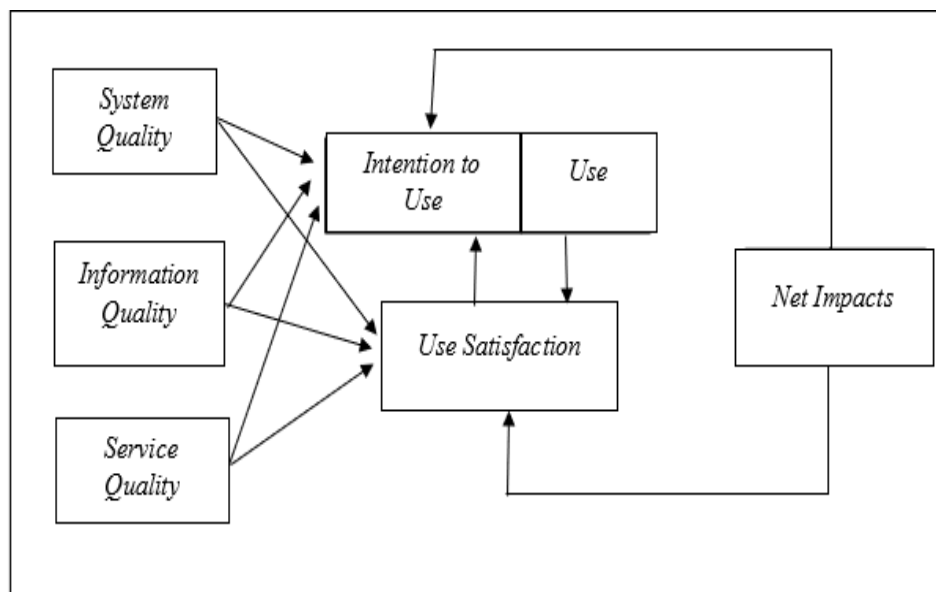 System
Quality
Intention to
Use
Use
Information
Quality
Net Impacts
Use Satisfaction
Service
Quality